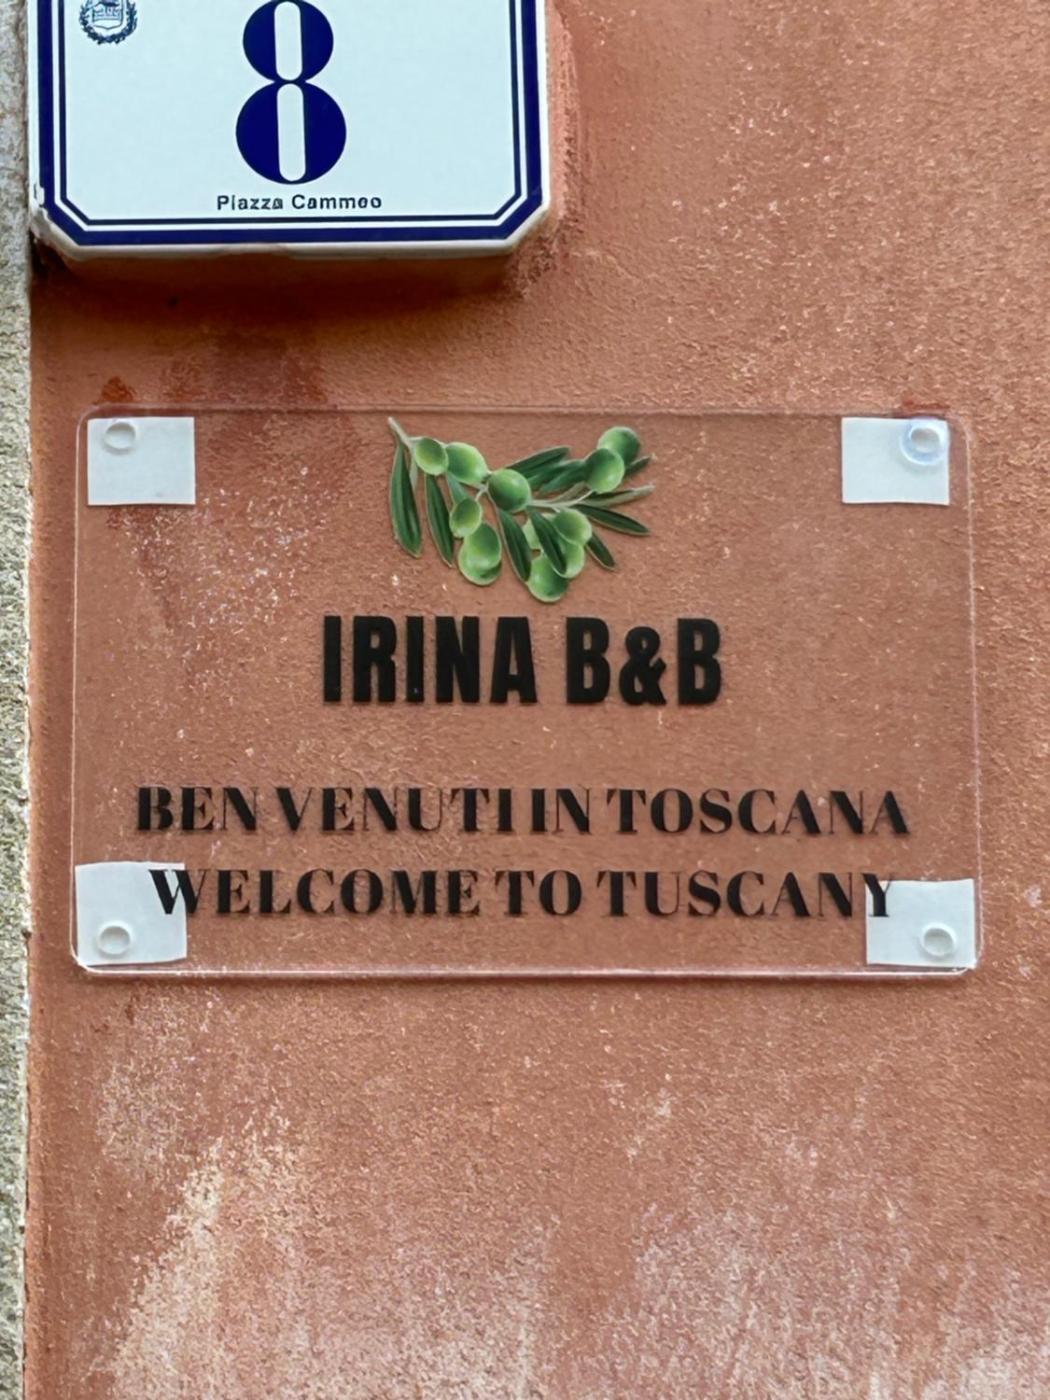 8
Piazza Cammeo
IRINA B&B
BEN VENUTI IN TOSCANA
WELCOME TO TUSCANY